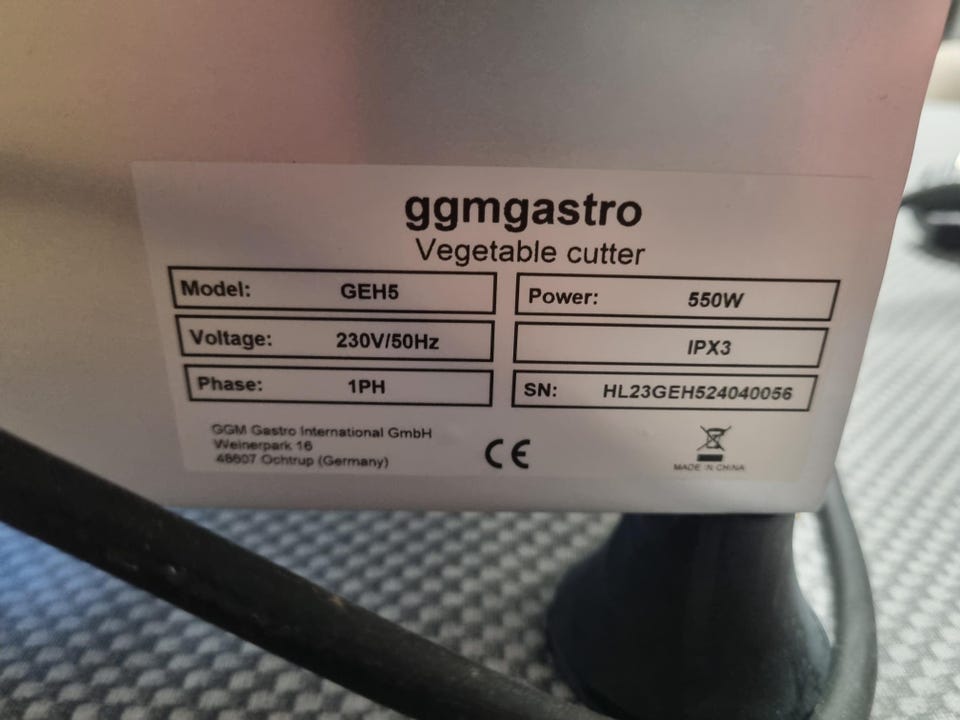 ggmgastro
Vegetable cutter
Model: GEH5
Power: 550W
Voltage: 230V/50Hz
IPX3
Phase: 1PH
SN: HL23GEH524040056
GGM Gastro International GmbH
Weinerpark 16
48607 Ochtrup (Germany)
CE
MADE IN CHINA